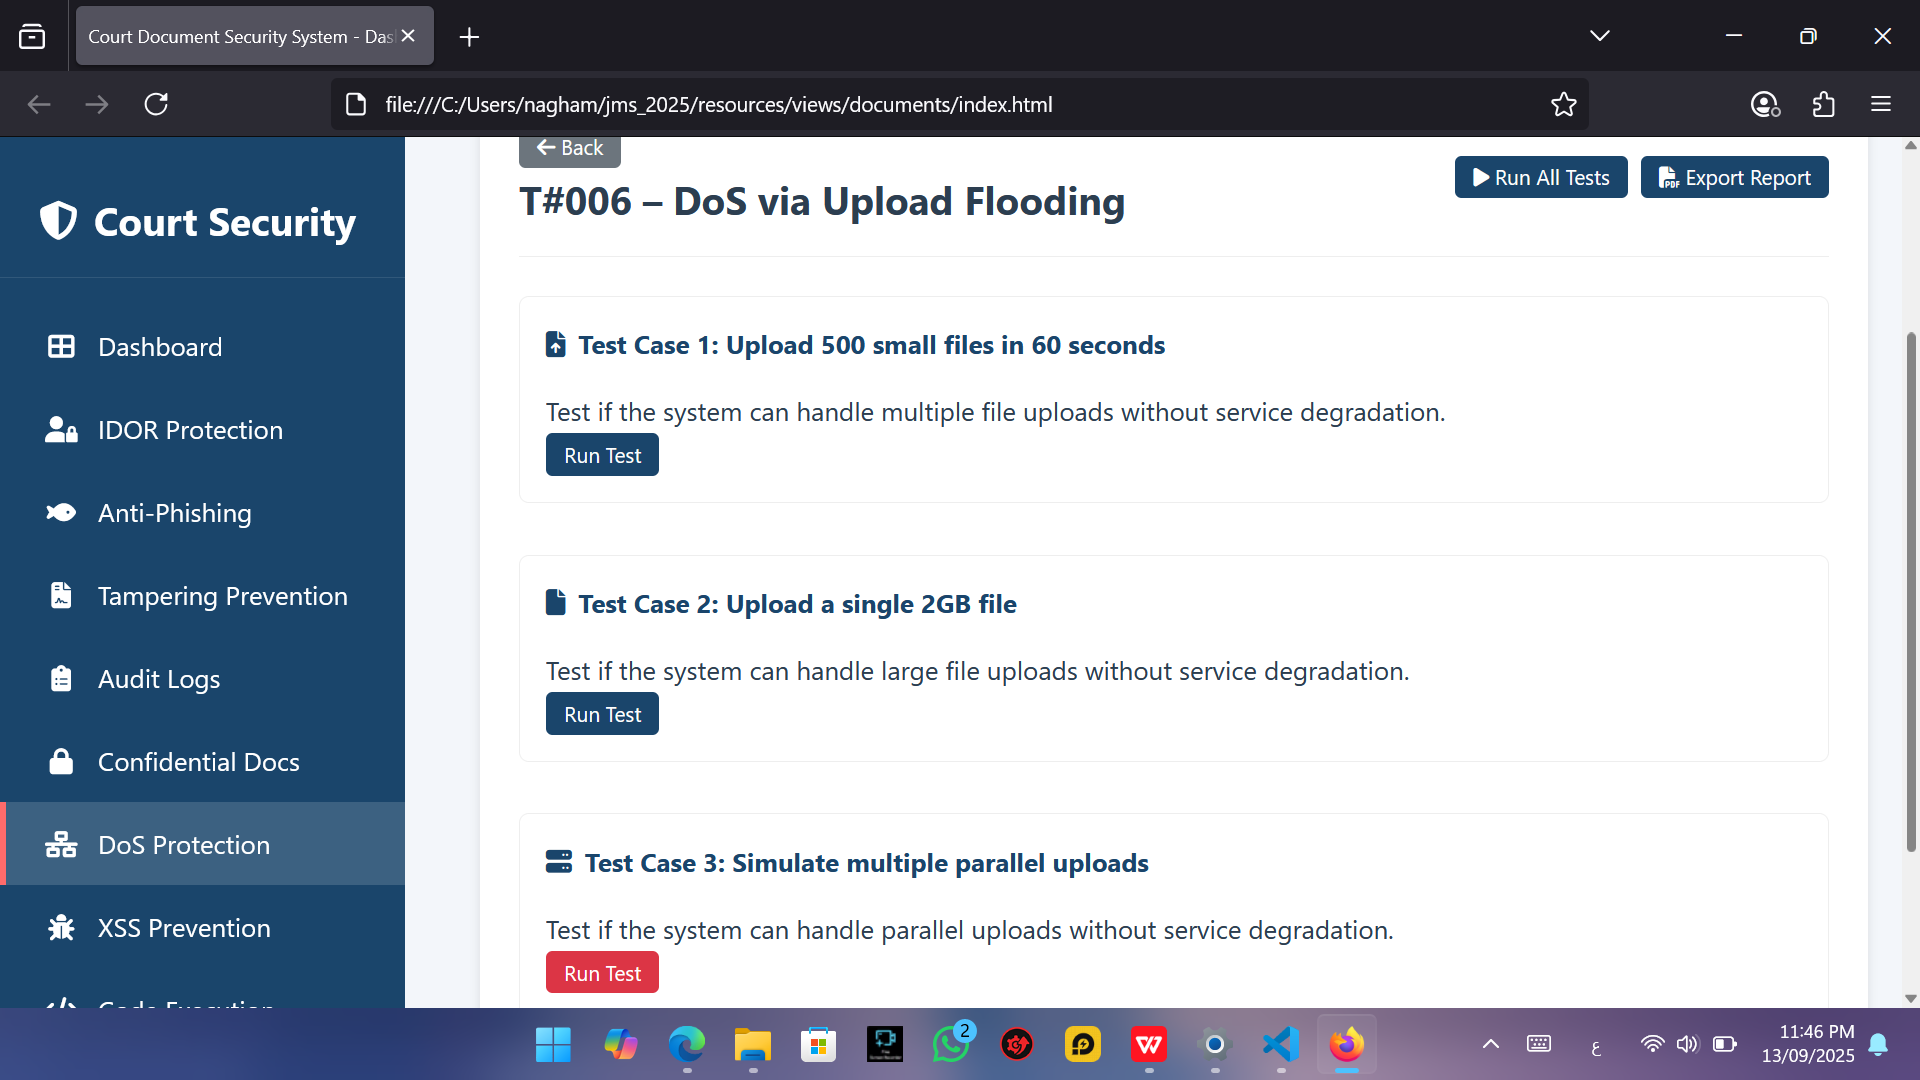 Court Document Security System - Das
file:///C:/Users/nagham/jms_2025/resources/views/documents/index.html
Court Security
Dashboard
IDOR Protection
Anti-Phishing
Tampering Prevention
Audit Logs
Confidential Docs
DoS Protection
XSS Prevention
Code Execution
Back
T#006 – DoS via Upload Flooding
Run All Tests
PDF Export Report
Test Case 1: Upload 500 small files in 60 seconds
Test if the system can handle multiple file uploads without service degradation.
Run Test
Test Case 2: Upload a single 2GB file
Test if the system can handle large file uploads without service degradation.
Run Test
Test Case 3: Simulate multiple parallel uploads
Test if the system can handle parallel uploads without service degradation.
Run Test
2
ع
11:46 PM
13/09/2025